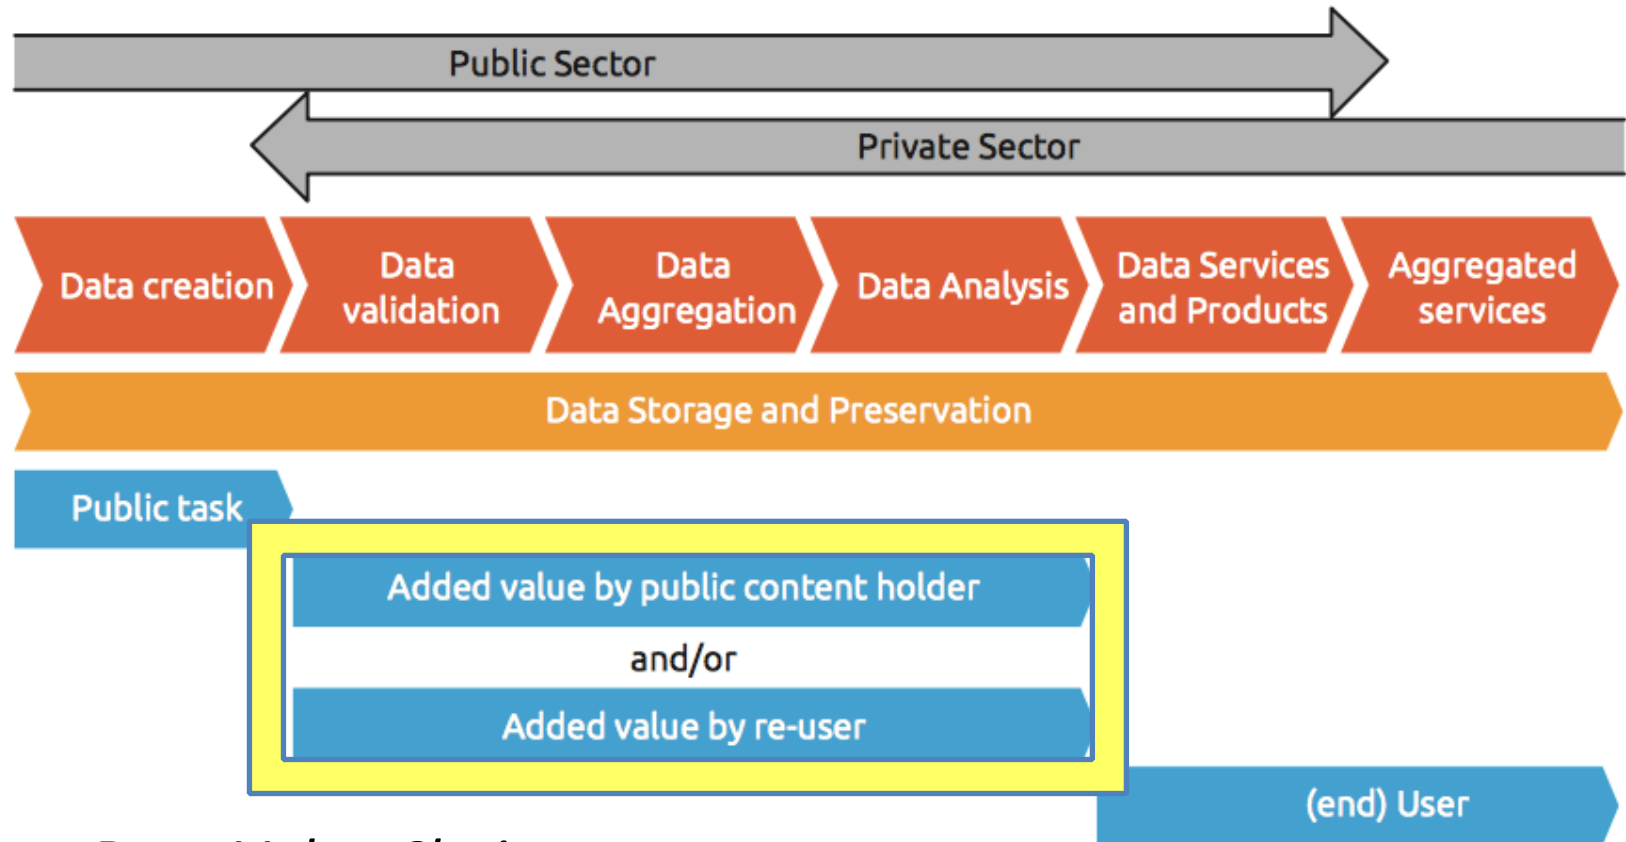 Public Sector
Private Sector
Data creation
Data
validation
Data
Aggregation
Data Analysis
Data Services
and Products
Aggregated
services
Data Storage and Preservation
Public task
Added value by public content holder
and/or
Added value by re-user
(end) User